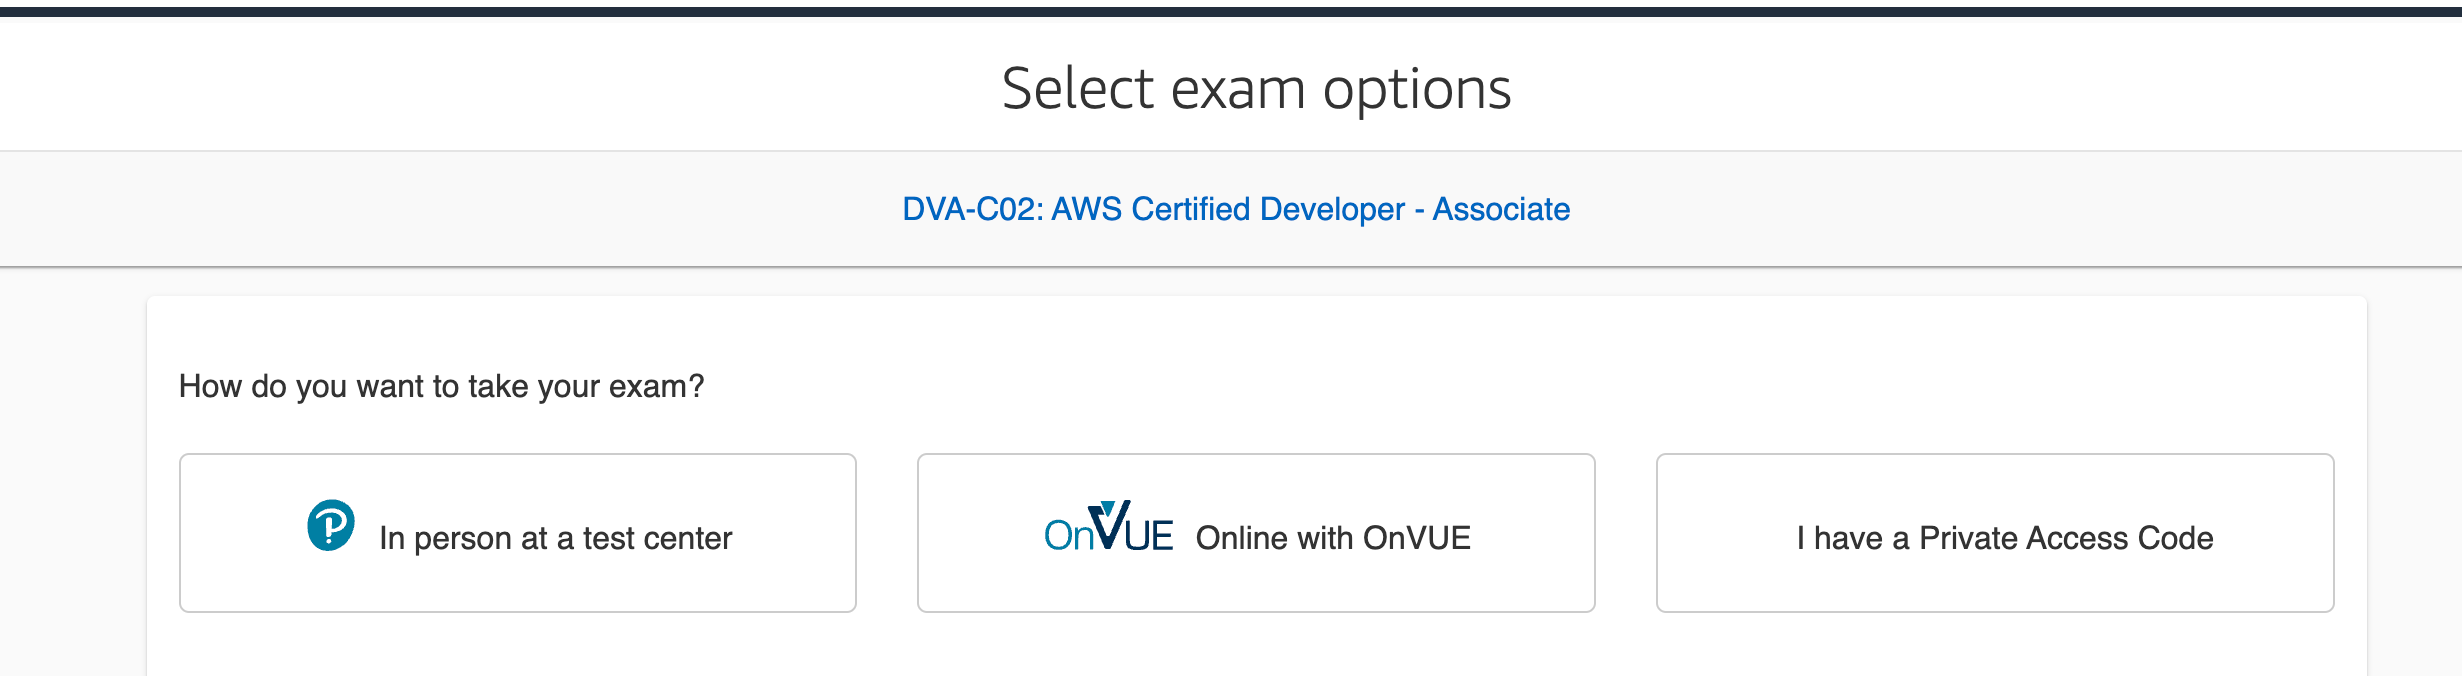 Select exam options
DVA-C02: AWS Certified Developer - Associate
How do you want to take your exam?
In person at a test center
OnVUE Online with OnVUE
I have a Private Access Code